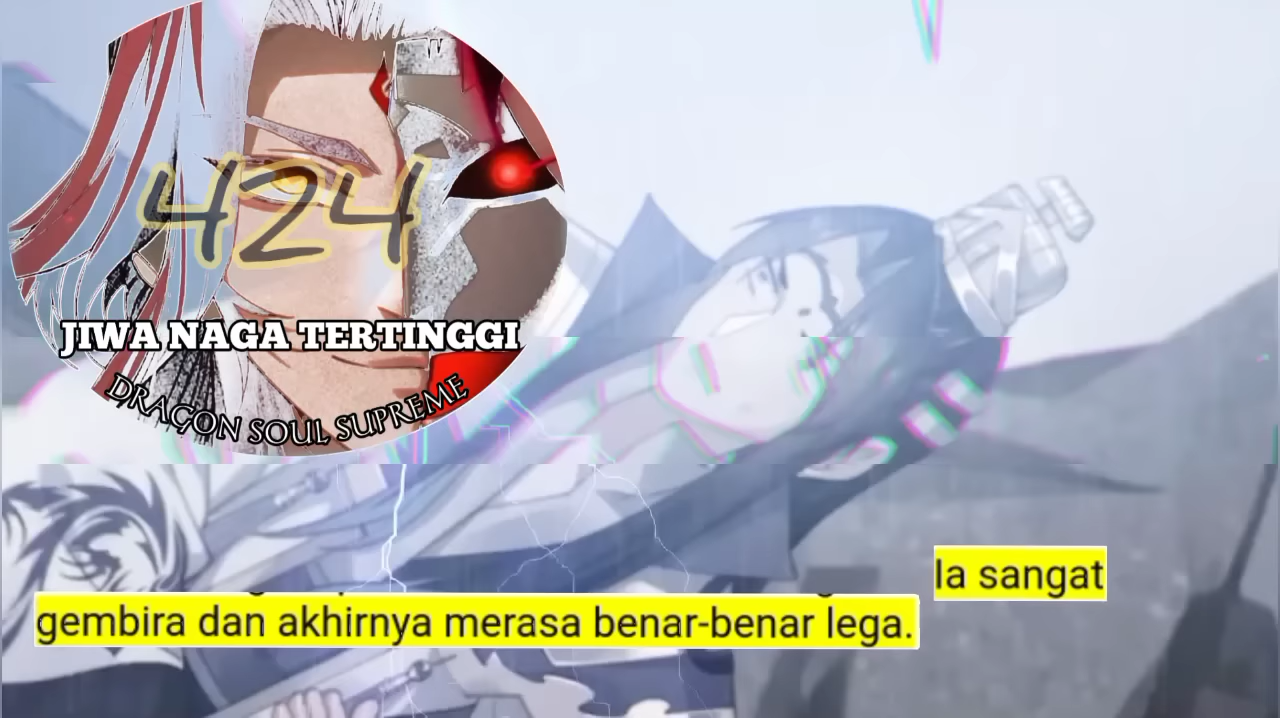 424
JIWA NAGA TERTINGGI
DRAGON SOUL SUPREME
Ia sangat
gembira dan akhirnya merasa benar-benar lega.